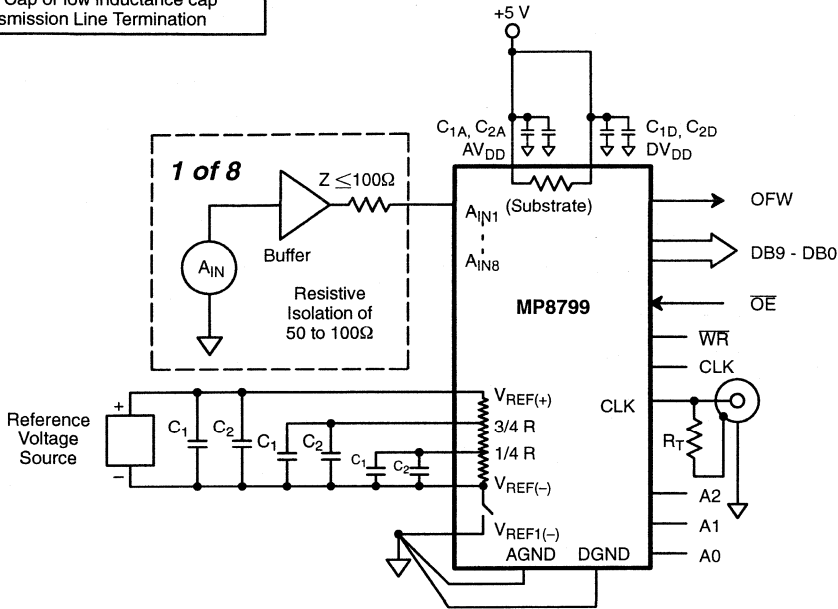 Cap or low inductance cap
smission Line Termination
+5 V
C1A, C2A
AVDD
C1D, C2D
DVDD
1 of 8
Z ≤100Ω
Buffer
AIN
Resistive
Isolation of
50 to 100Ω
AIN1
AIN8
(Substrate)
MP8799
OFW
DB9 - DB0
OE
WR
CLK
CLK
RT
A2
A1
A0
Reference
Voltage
Source
+
–
C1
C2
C1
C2
C1
C2
VREF(+)
3/4 R
1/4 R
VREF(–)
VREF1(–)
AGND
DGND